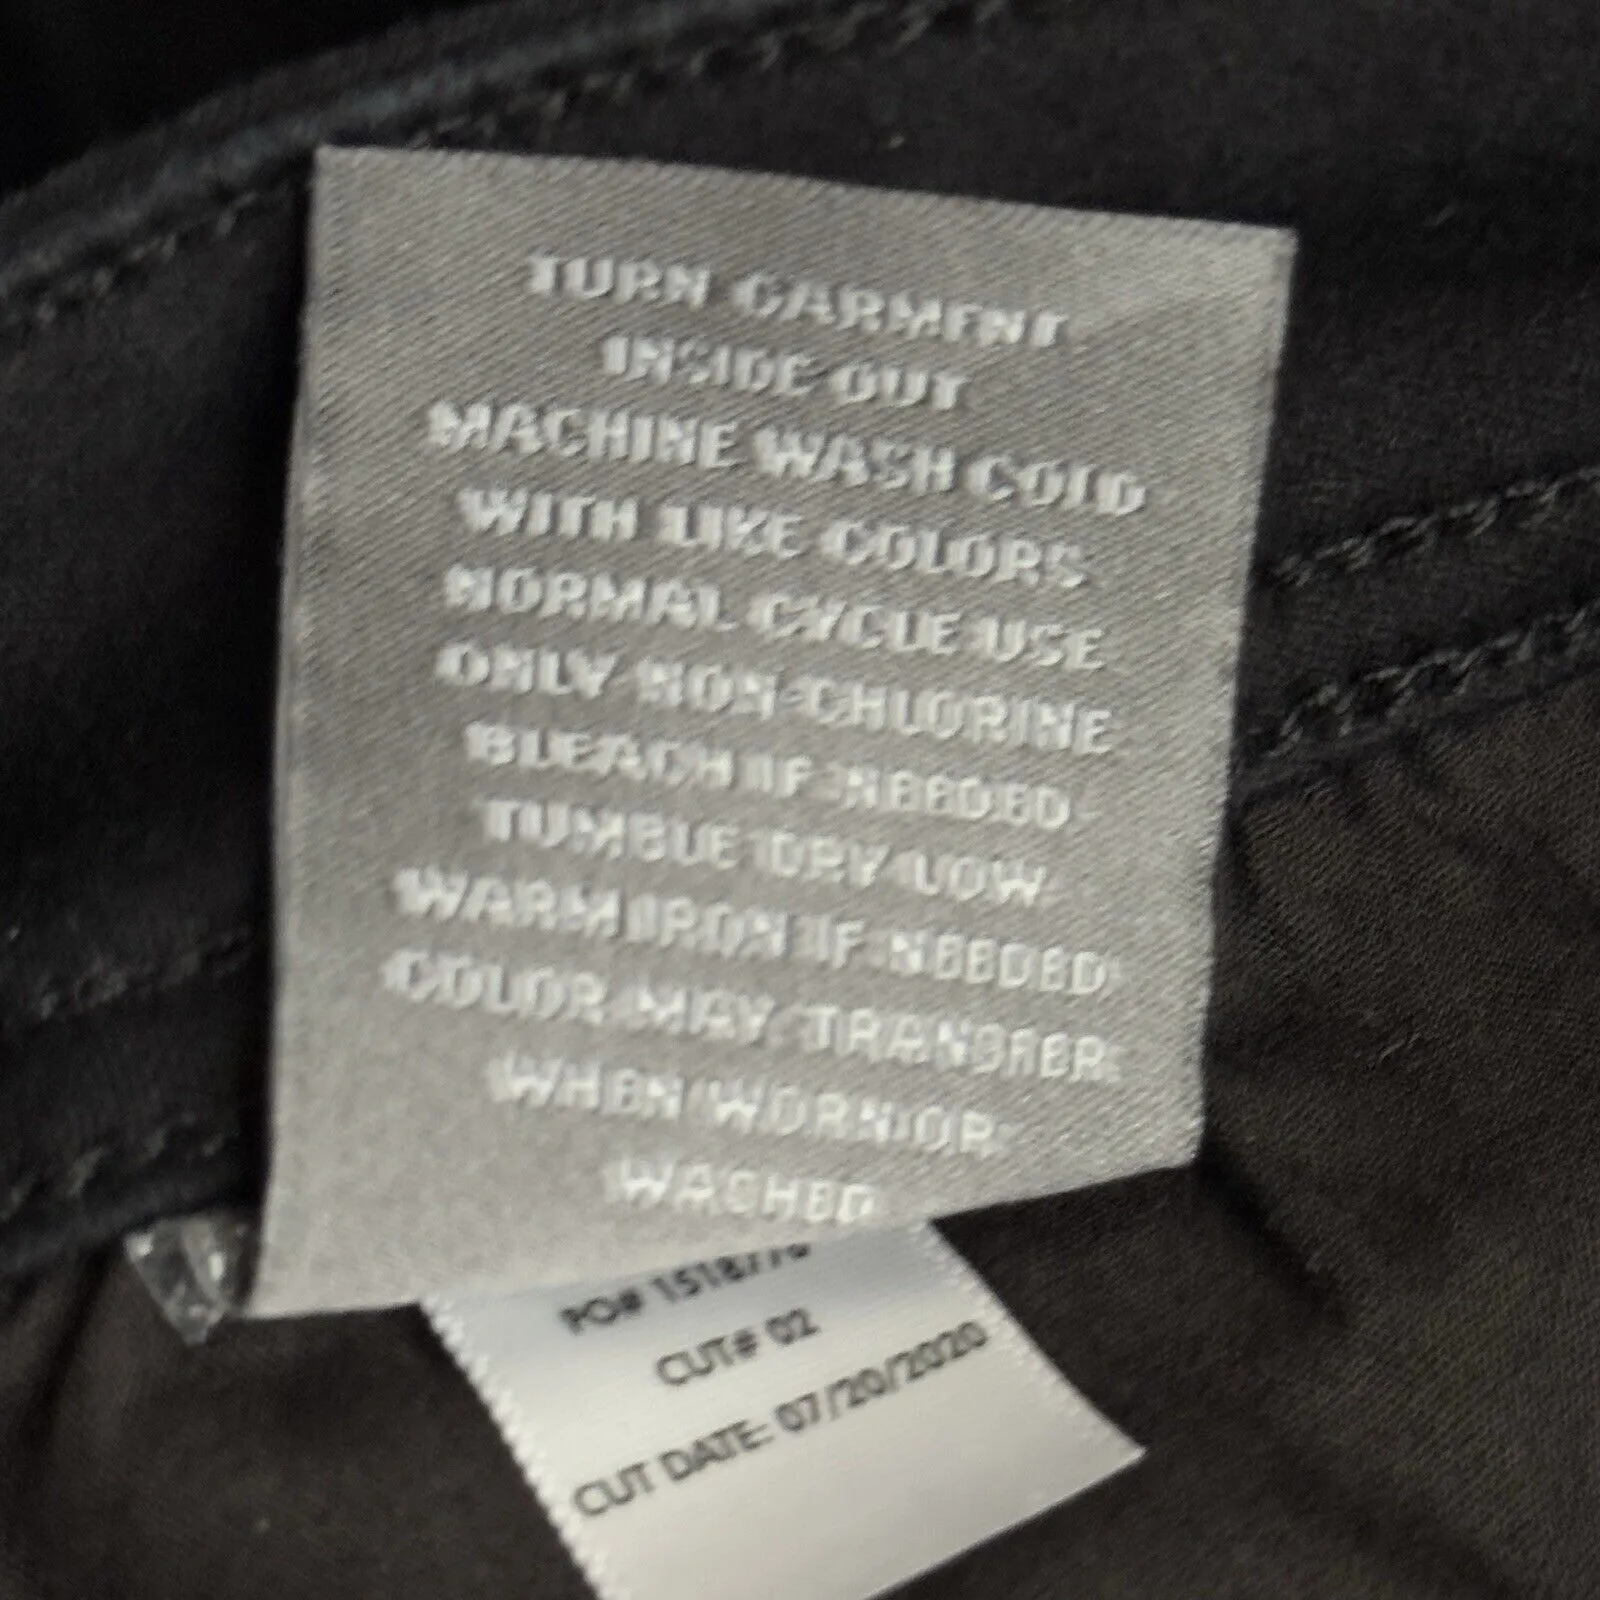 TURN GARMENT
INSIDE OUT
MACHINE WASH COLD
WITH LIKE COLORS
NORMAL CYCLE USE
ONLY NON-CHLORINE
BLEACH IF NEEDED
TUMBLE DRY LOW
WARM IRON IF NEEDED
COLOR MAY TRANSFER
WHEN WORN OR
WASHED
PO# 1518770
CUT# 02
CUT DATE: 07/20/2020